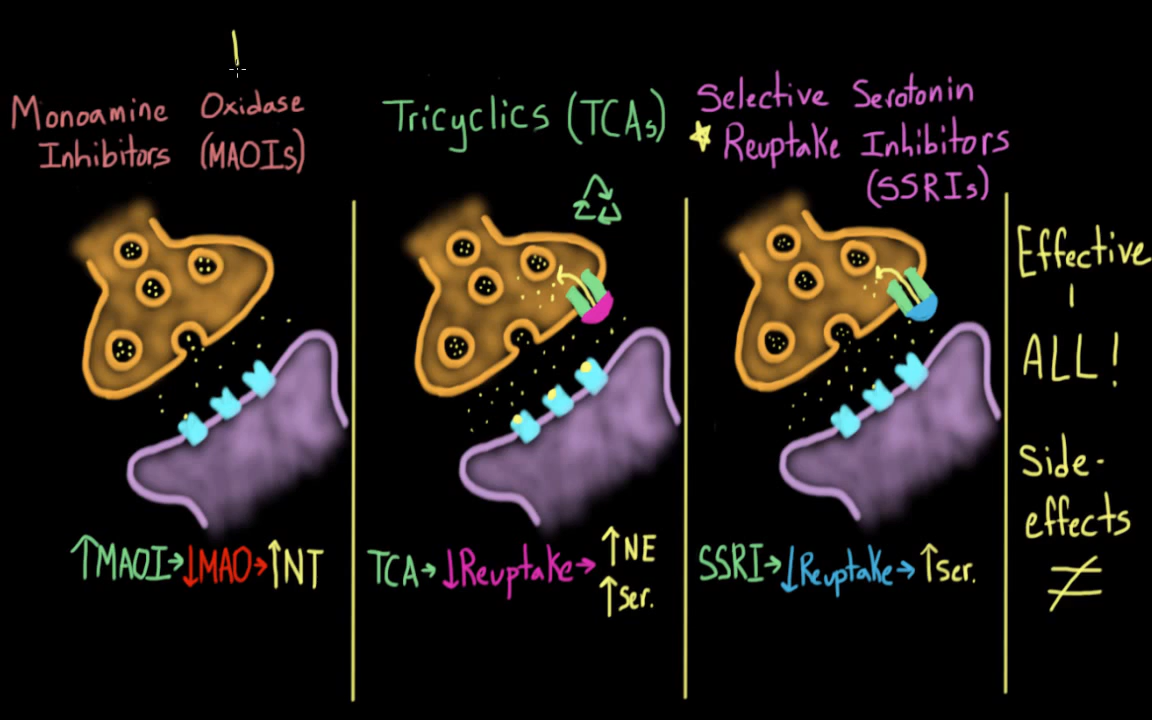 Monoamine Oxidase
Inhibitors (MAOIs)
↑MAOI→↓MAO→↑NT
Tricyclics (TCAs)
TCA→↓Reuptake→↑NE
↑Ser.
Selective Serotonin
Reuptake Inhibitors
(SSRIs)
SSRI→↓Reuptake→↑Ser.
Effective
ALL!
Side-
effects
≠